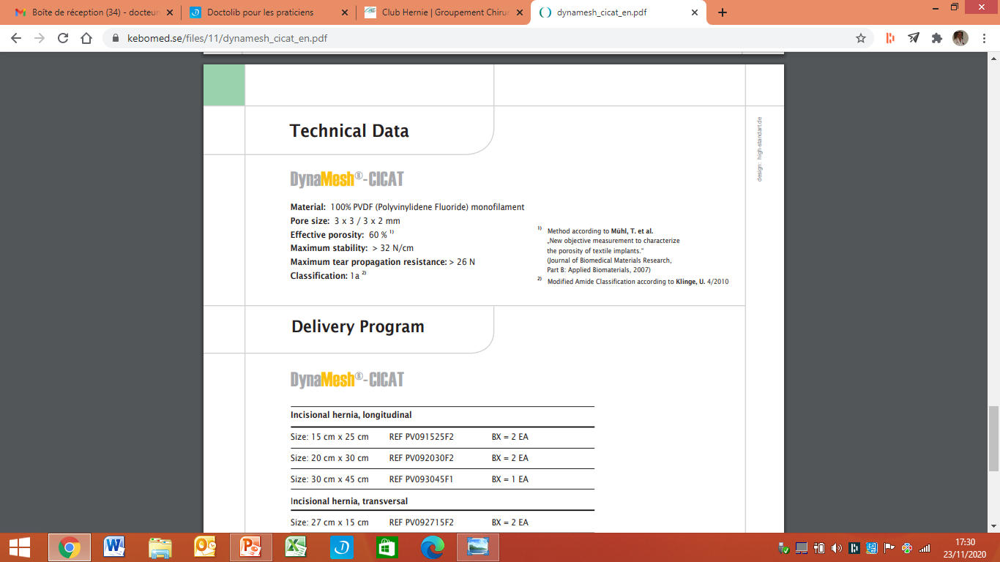 Boîte de réception (34) - docteur
Doctolib pour les praticiens
Club Hernie | Groupement Chirur
dynamesh_cicat_en.pdf
kebomed.se/files/11/dynamesh_cicat_en.pdf
design: high-standart.de
Technical Data
DynaMesh®-CICAT
Material: 100% PVDF (Polyvinylidene Fluoride) monofilament
Pore size: 3 x 3 / 3 x 2 mm
Effective porosity: 60 % 1)
Maximum stability: > 32 N/cm
Maximum tear propagation resistance: > 26 N
Classification: 1a 2)
1) Method according to Mühl, T. et al.
„New objective measurement to characterize
the porosity of textile implants.“
(Journal of Biomedical Materials Research,
Part B: Applied Biomaterials, 2007)
2) Modified Amide Classification according to Klinge, U. 4/2010
Delivery Program
DynaMesh®-CICAT
Incisional hernia, longitudinal
Size: 15 cm x 25 cm REF PV091525F2 BX = 2 EA
Size: 20 cm x 30 cm REF PV092030F2 BX = 2 EA
Size: 30 cm x 45 cm REF PV093045F1 BX = 1 EA
Incisional hernia, transversal
Size: 27 cm x 15 cm REF PV092715F2 BX = 2 EA
17:30
23/11/2020